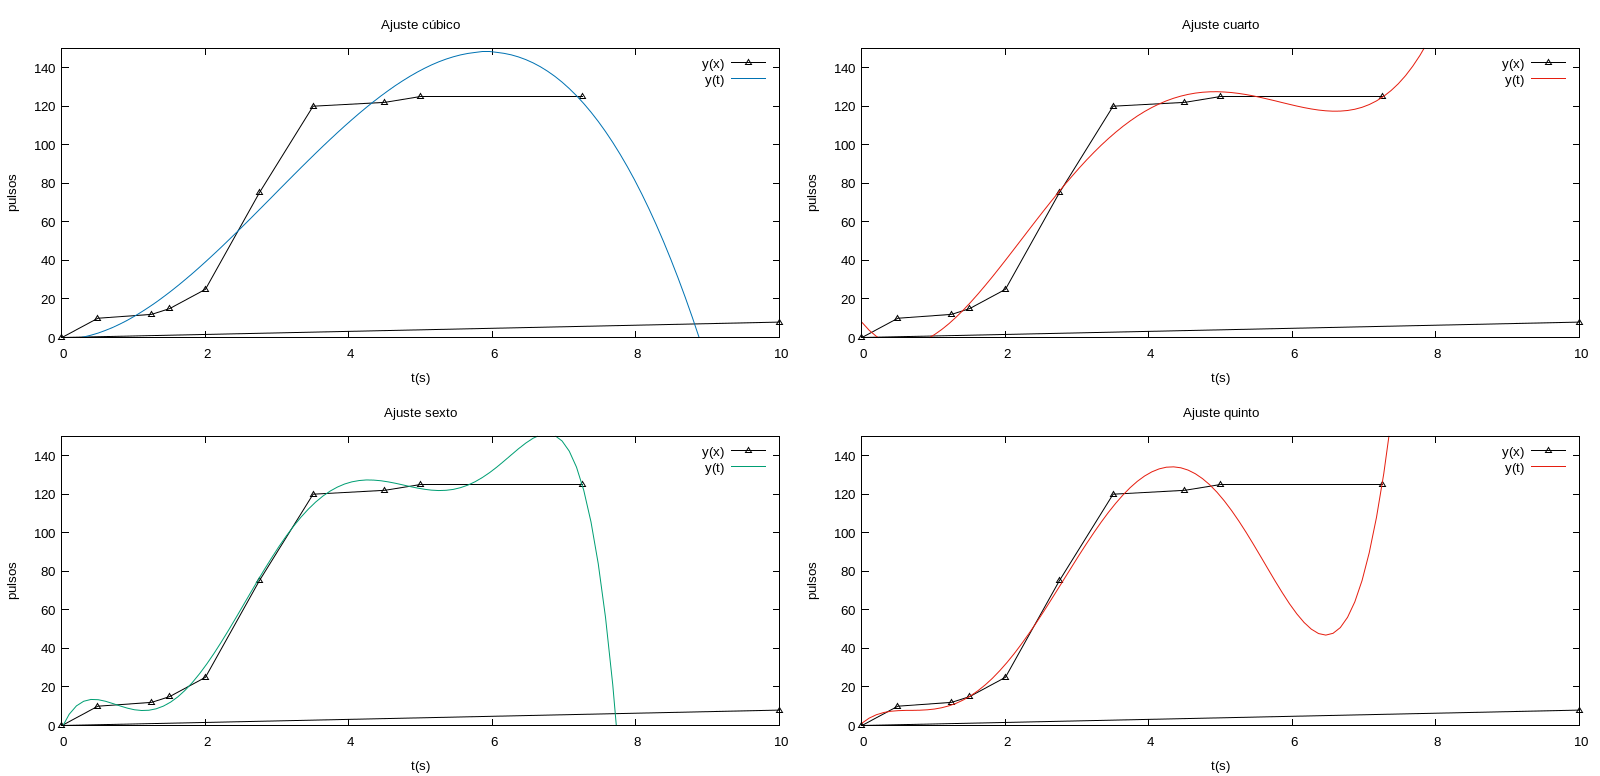 Ajuste cúbico
y(x)
y(t)
140
120
100
80
60
40
20
0
pulsos
0 2 4 6 8 10
t(s)
Ajuste cuarto
y(x)
y(t)
140
120
100
80
60
40
20
0
pulsos
0 2 4 6 8 10
t(s)
Ajuste sexto
y(x)
y(t)
140
120
100
80
60
40
20
0
pulsos
0 2 4 6 8 10
t(s)
Ajuste quinto
y(x)
y(t)
140
120
100
80
60
40
20
0
pulsos
0 2 4 6 8 10
t(s)